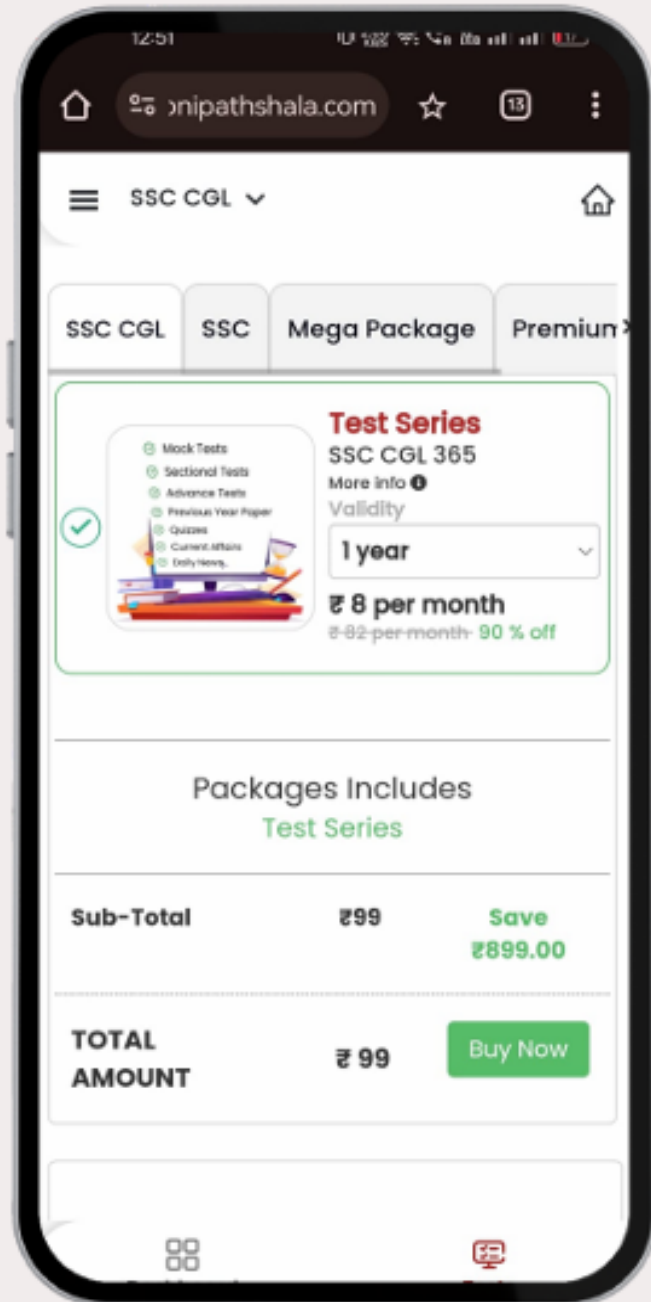 12:51
onipathshala.com 13
SSC CGL
SSC CGL SSC Mega Package Premium
Mock Tests
Sectional Tests
Advance Tests
Previous Year Paper
Quizzes
Current Affairs
Daily News,
Test Series
SSC CGL 365
More info
Validity
1 year
₹ 8 per month
₹ 82 per month 90 % off
Packages Includes
Test Series
Sub-Total ₹99 Save
₹899.00
TOTAL
AMOUNT ₹ 99 Buy Now